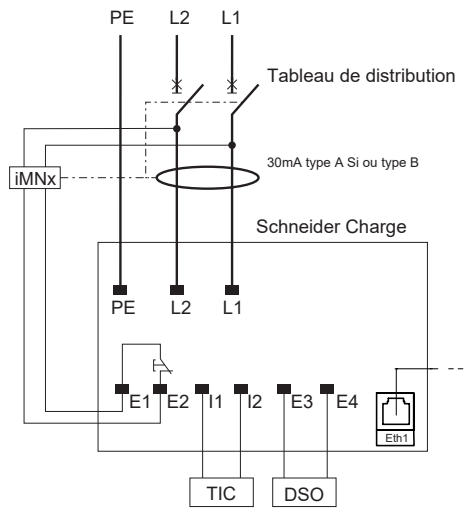 PE L2 L1
Tableau de distribution
30mA type A Si ou type B
iMNx
Schneider Charge
PE L2 L1
E1 E2 I1 I2 E3 E4
Eth1
TIC DSO